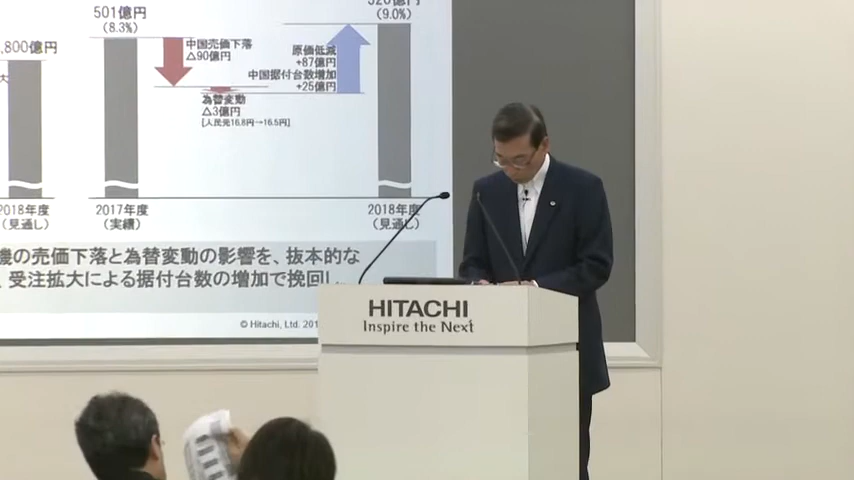 501億円
(8.3%)
(9.0%)
,800億円
中国売価下落
△90億円
原価低減
+87億円
中国据付台数増加
+25億円
為替変動
△3億円
[人民元16.8円→16.5円]
2018年度
(見通し)
2017年度
(実績)
2018年度
(見通し)
機の売価下落と為替変動の影響を、抜本的な
、受注拡大による据付台数の増加で挽回し
© Hitachi, Ltd. 201
HITACHI
Inspire the Next